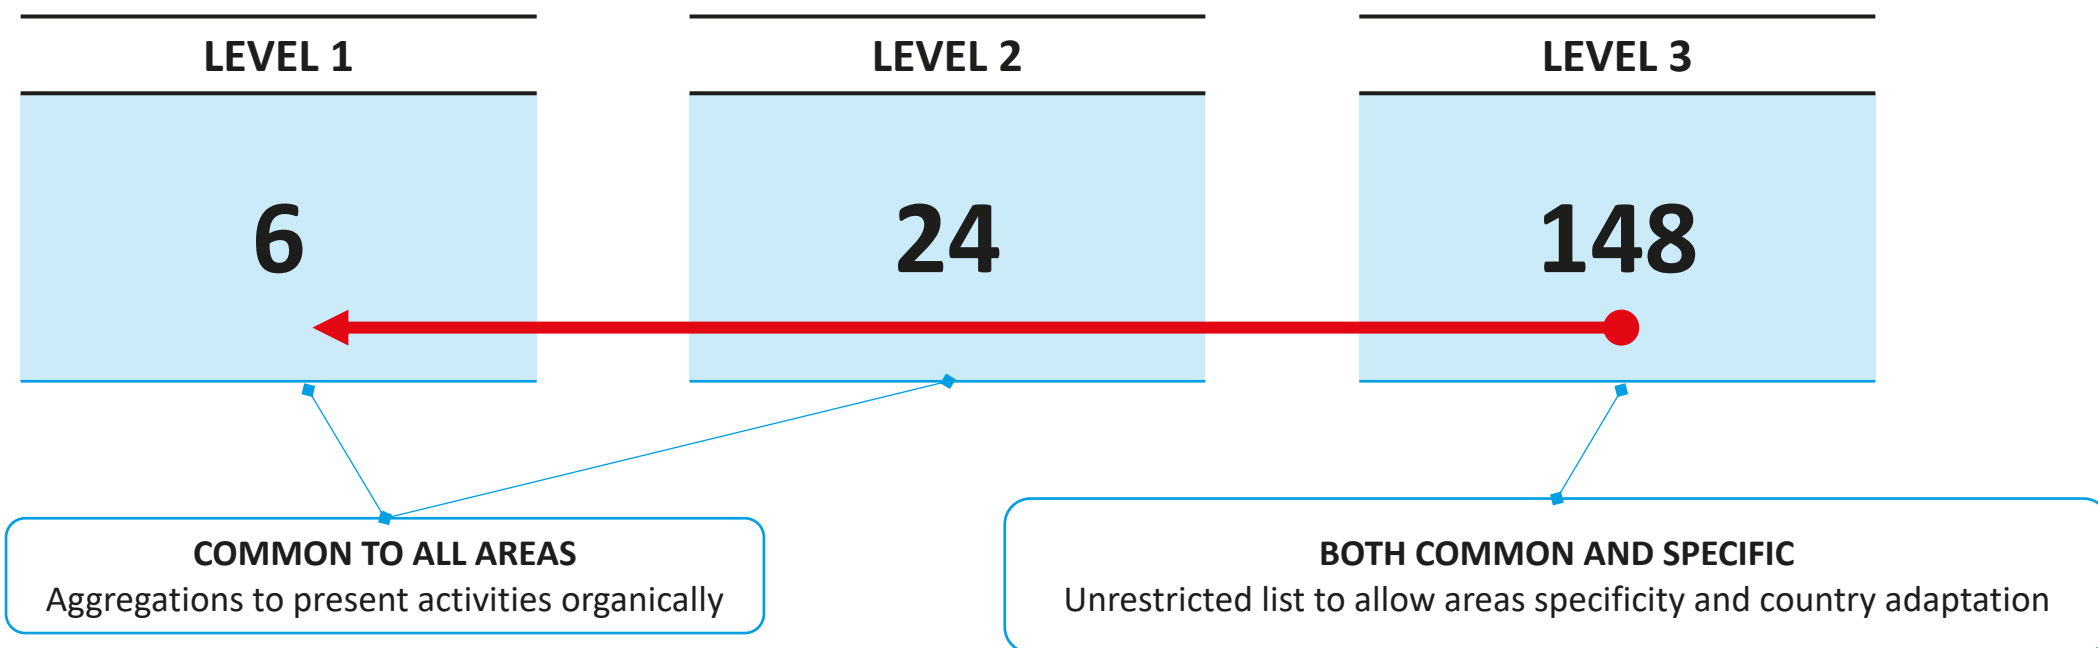 LEVEL 1
LEVEL 2
LEVEL 3
6
24
148
COMMON TO ALL AREAS
Aggregations to present activities organically
BOTH COMMON AND SPECIFIC
Unrestricted list to allow areas specificity and country adaptation